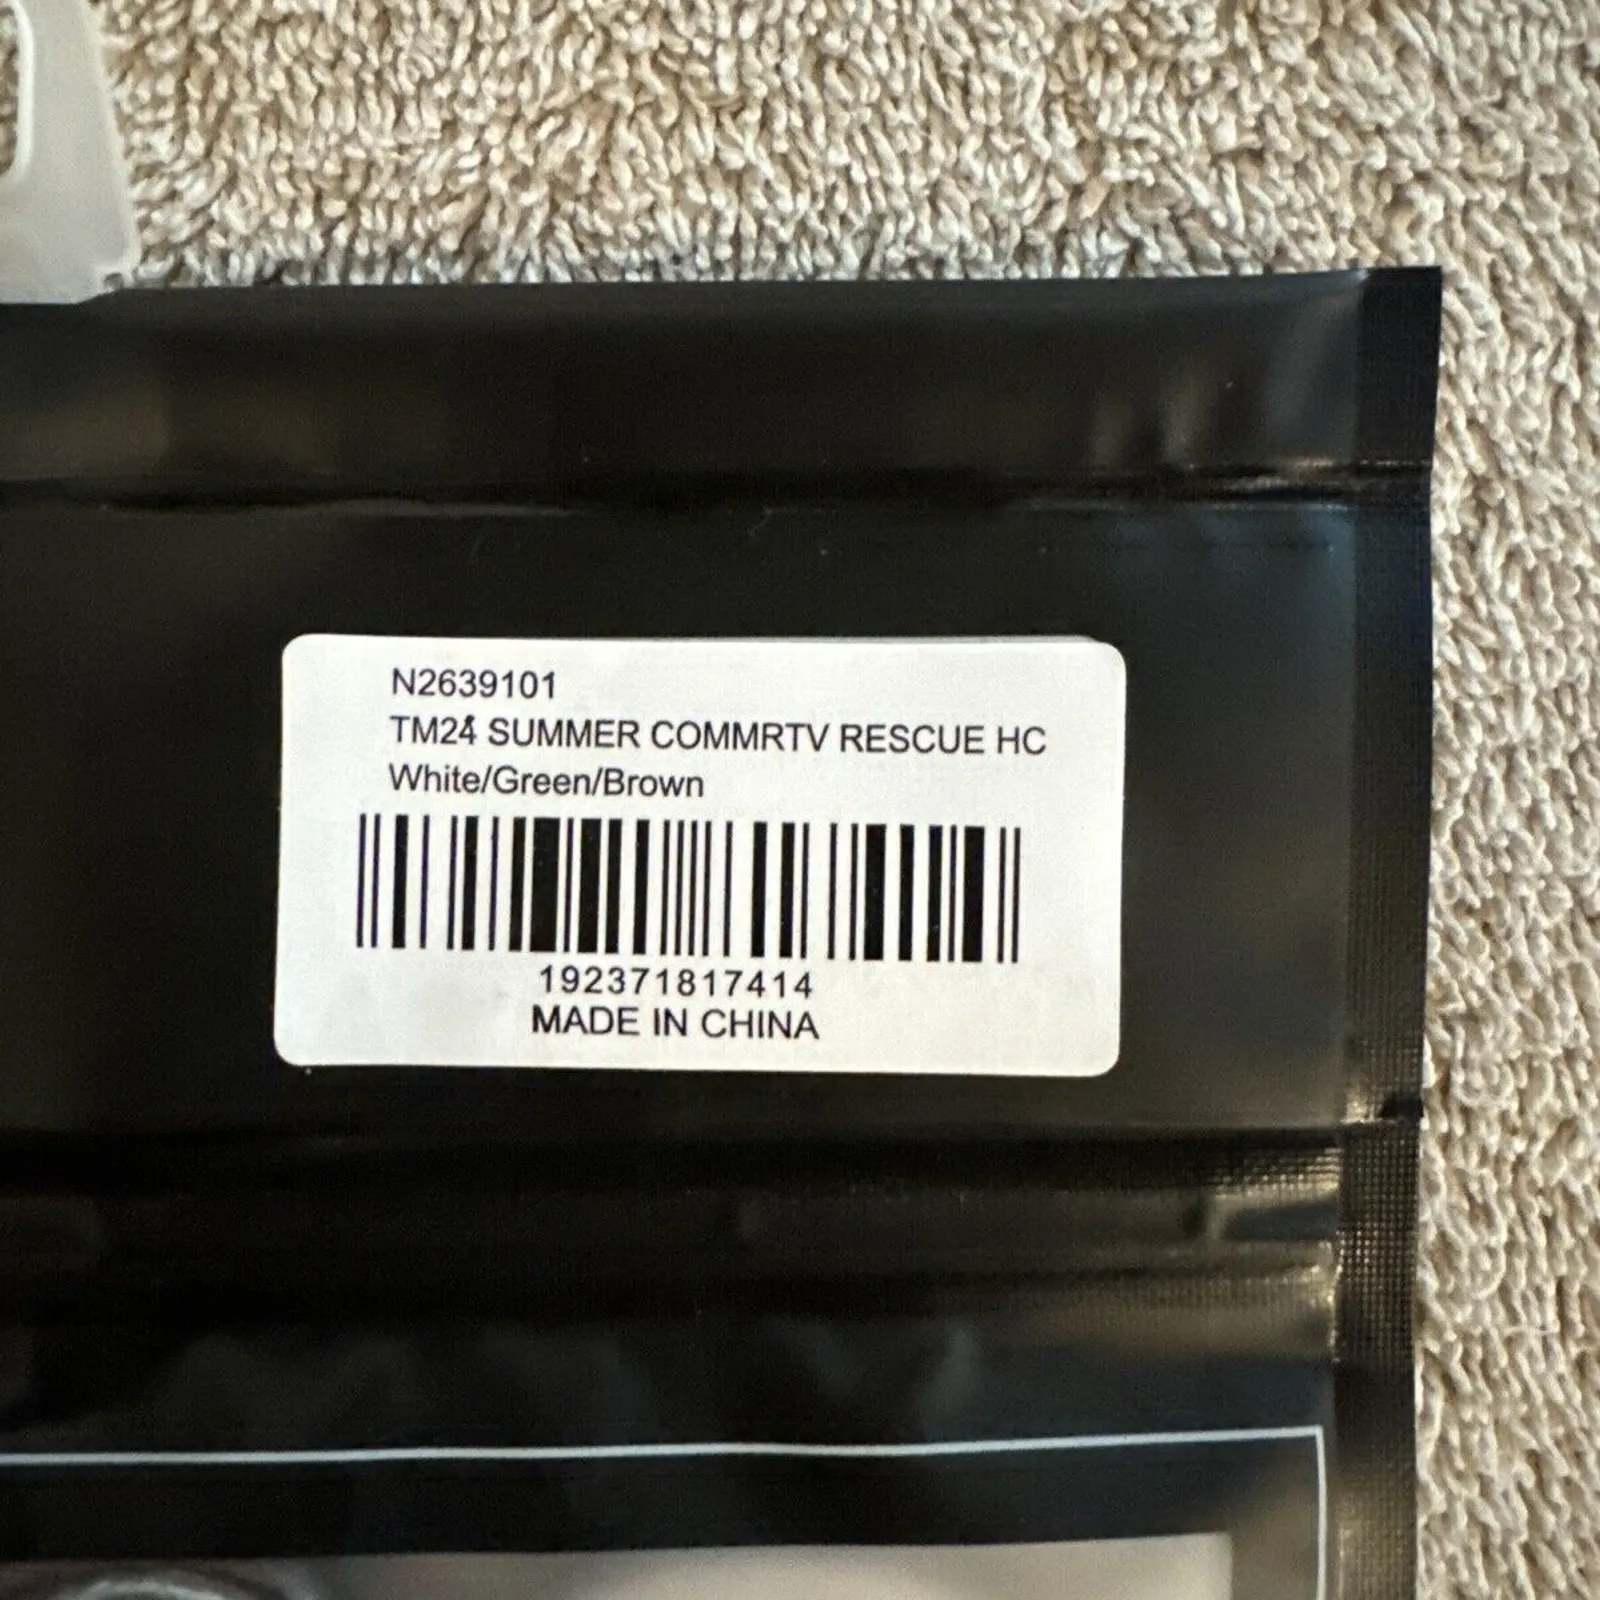 N2639101
TM24 SUMMER COMMRTV RESCUE HC
White/Green/Brown
192371817414
MADE IN CHINA